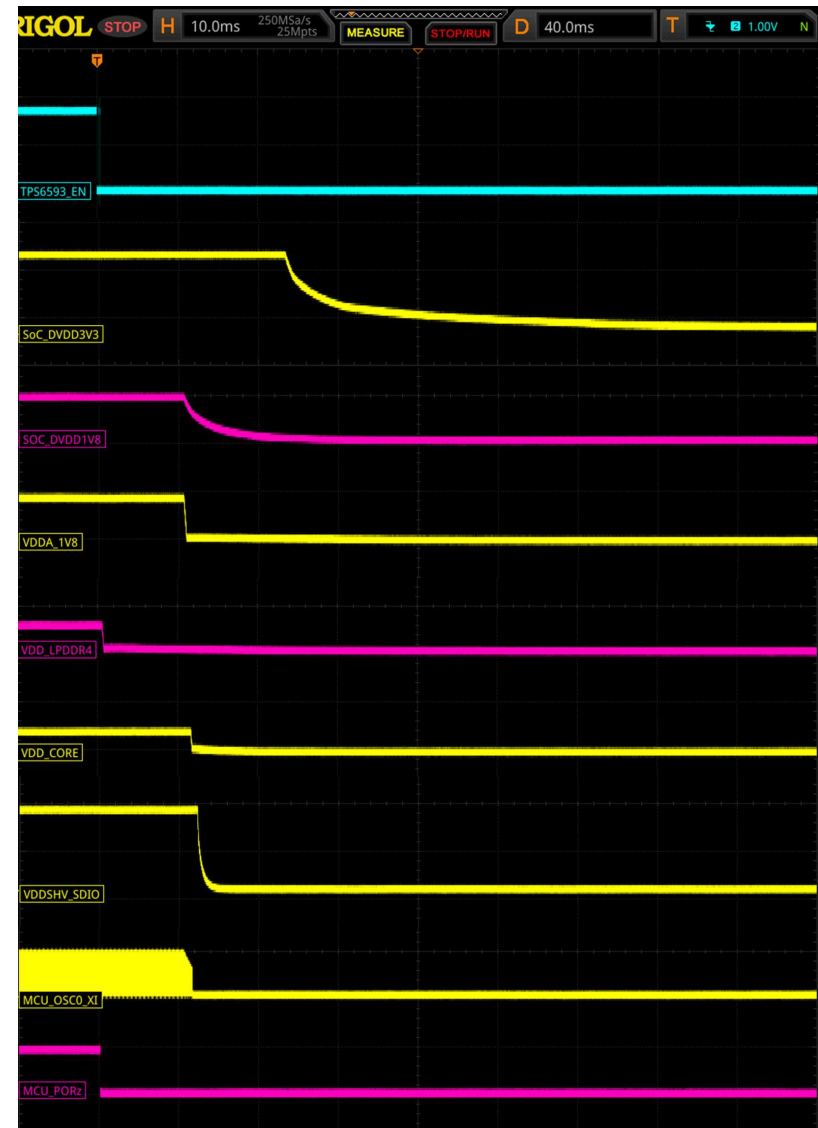 RIGOL STOP H 10.0ms 250MSa/s 25Mpts MEASURE STOP/RUN D 40.0ms T 2 1.00V N
T
TPS6593_EN
SoC_DVDD3V3
SOC_DVDD1V8
VDDA_1V8
VDD_LPDDR4
VDD_CORE
VDDSHV_SDIO
MCU_OSC0_XI
MCU_PORz